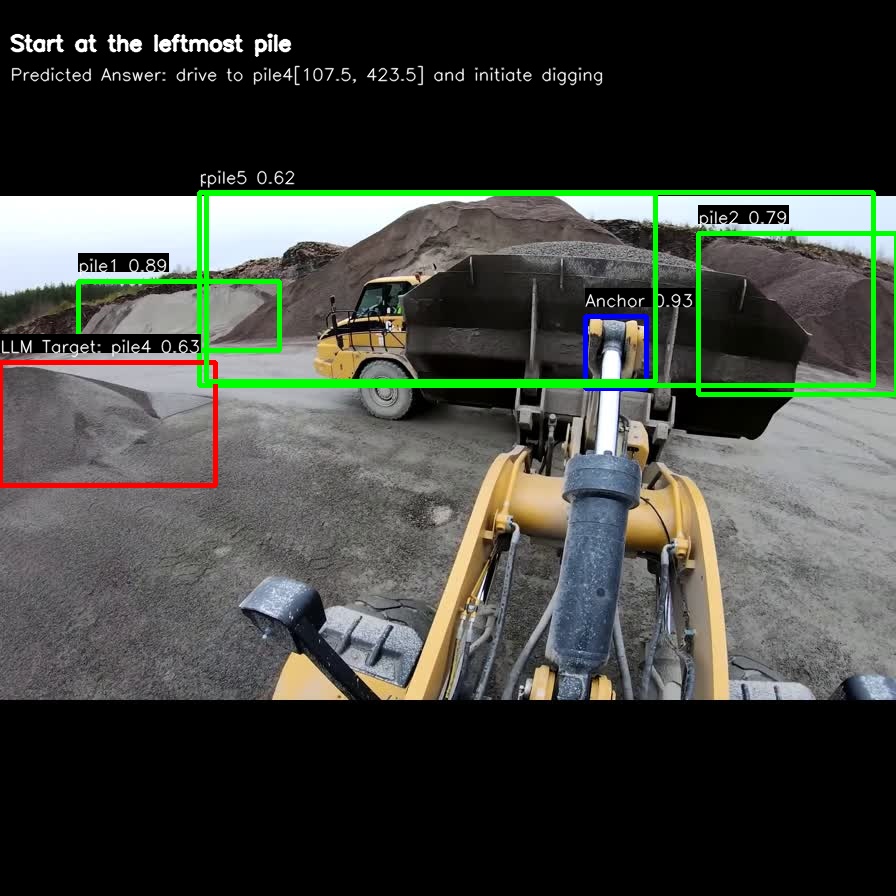 Start at the leftmost pile
Predicted Answer: drive to pile4[107.5, 423.5] and initiate digging
pile5 0.62
pile2 0.79
pile1 0.89
Anchor 0.93
LLM Target: pile4 0.63